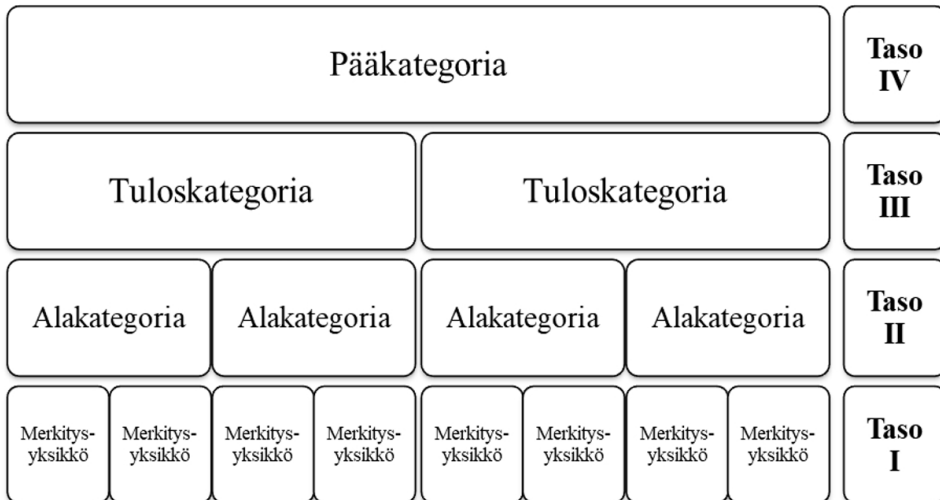 Pääkategoria
Taso
IV
Tuloskategoria
Tuloskategoria
Taso
III
Alakategoria
Alakategoria
Alakategoria
Alakategoria
Taso
II
Merkitys-
yksikkö
Merkitys-
yksikkö
Merkitys-
yksikkö
Merkitys-
yksikkö
Merkitys-
yksikkö
Merkitys-
yksikkö
Merkitys-
yksikkö
Merkitys-
yksikkö
Taso
I